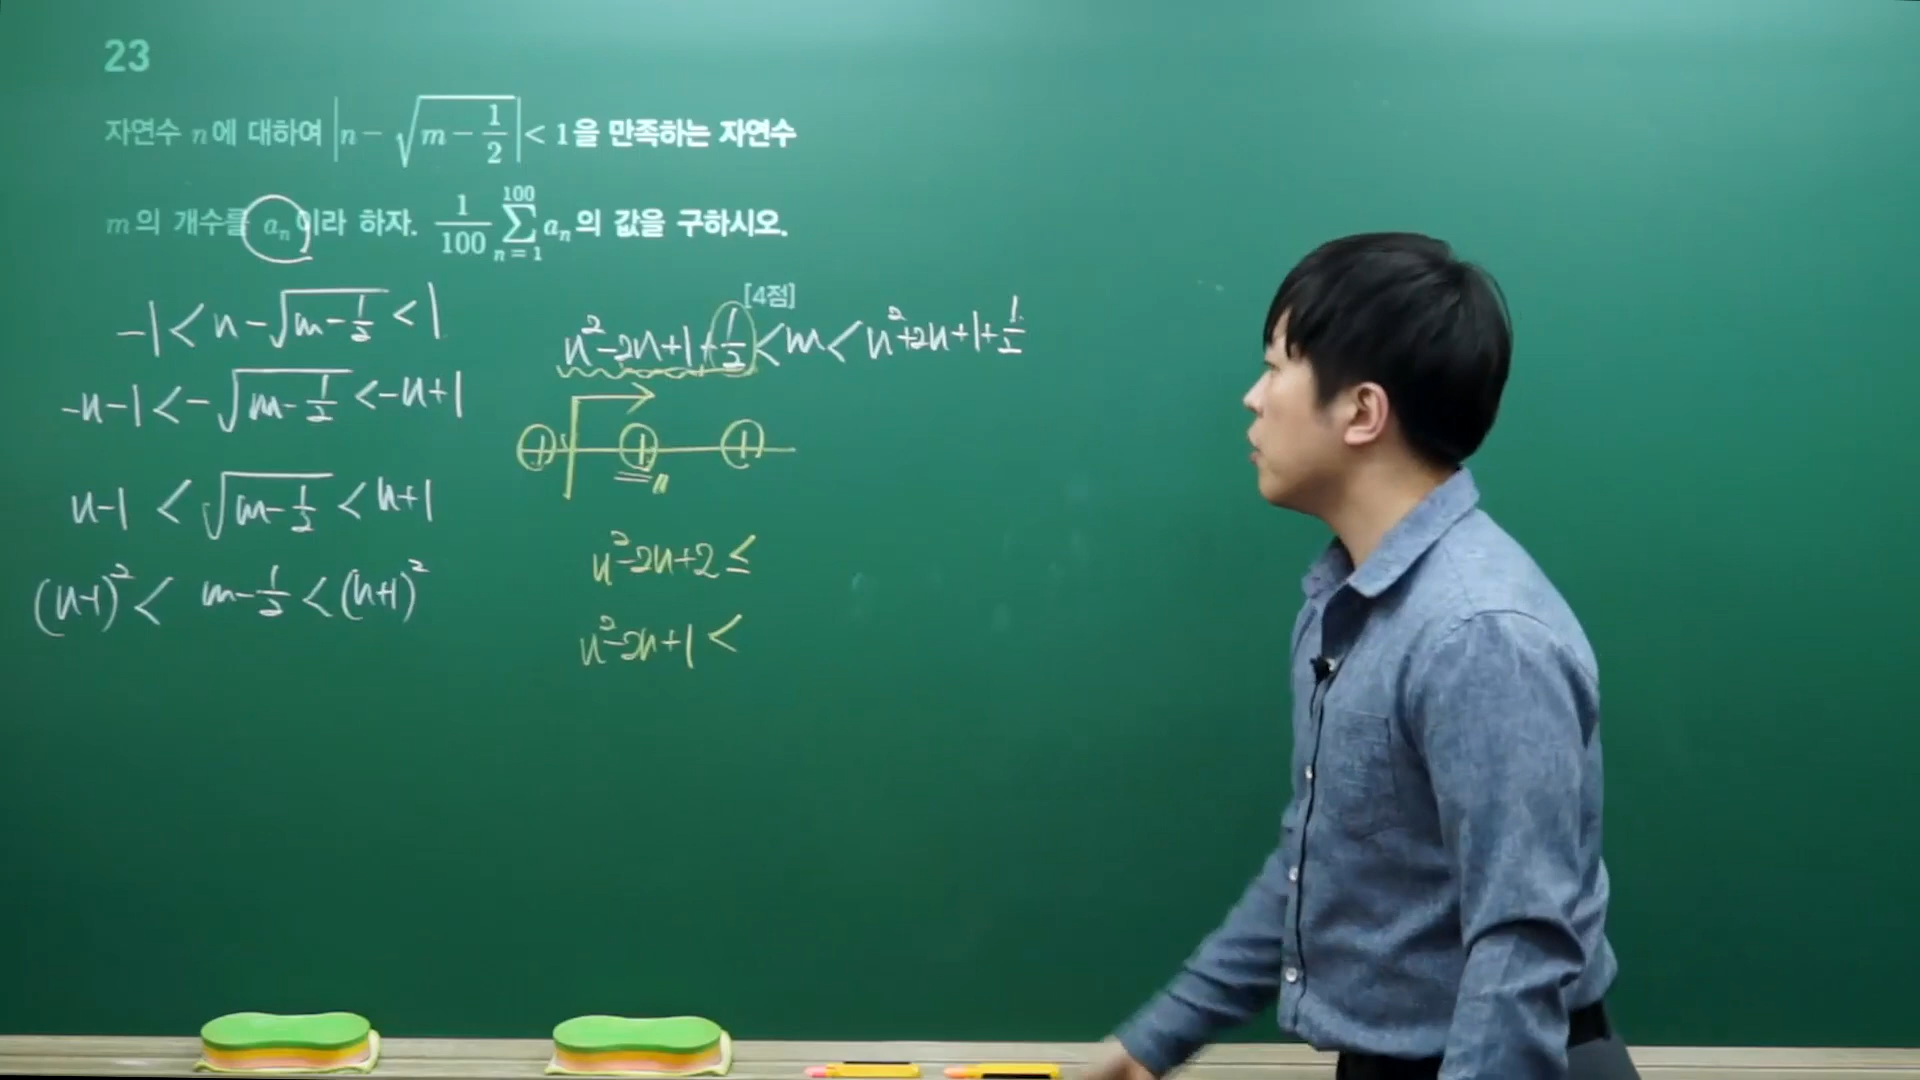 23
자연수 n에 대하여 |n - √(m - 1/2)| < 1을 만족하는 자연수
m의 개수를 aₙ이라 하자. 1/100 ∑_{n=1}^{100} aₙ의 값을 구하시오.
[4점]
-1 < n - √(m - 1/2) < 1
-n-1 < -√(m - 1/2) < -n+1
n-1 < √(m - 1/2) < n+1
(n-1)² < m - 1/2 < (n+1)²
n²-2n+1+1/2 < m < n²+2n+1+1/2
n²-2n+2 ≤
n²-2n+1 <